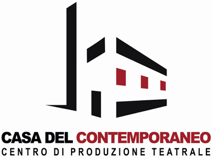 CASA DEL CONTEMPORANEO
CENTRO DI PRODUZIONE TEATRALE